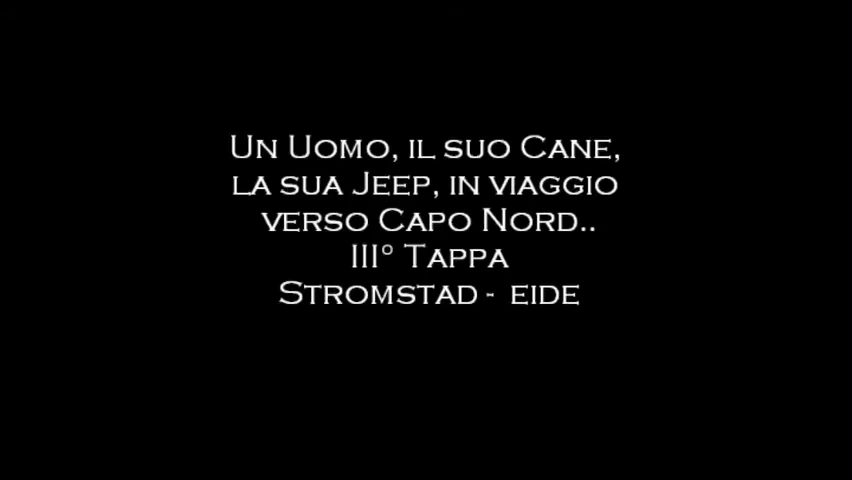 Un Uomo, il suo Cane,
la sua Jeep, in viaggio
verso Capo Nord..
III° Tappa
Stromstad - eide